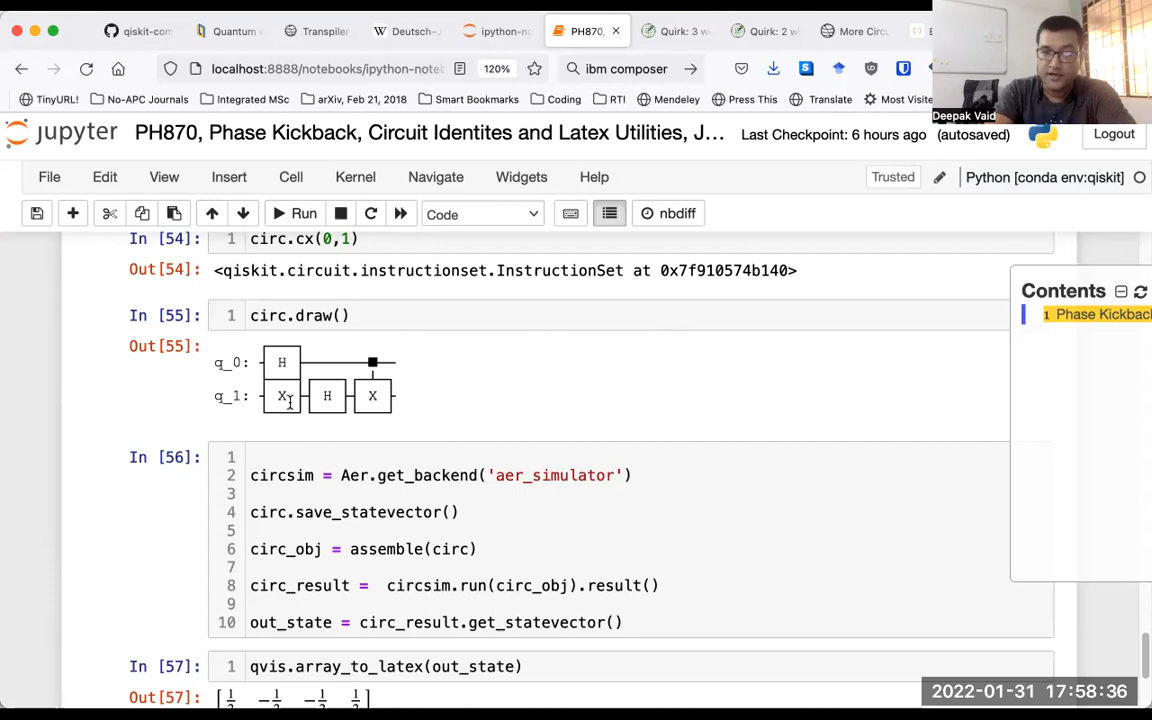 qiskit-com
Quantum
Transpiler
Deutsch-J
ipython-note
PH870,
Quirk: 3 wi
Quirk: 2 w
More Circu
localhost:8888/notebooks/ipython-noteb
120%
ibm composer
TinyURL!
No-APC Journals
Integrated MSc
arXiv, Feb 21, 2018
Smart Bookmarks
Coding
RTI
Mendeley
Press This
Translate
Most Visite
Deepak Vaid
jupyter
PH870, Phase Kickback, Circuit Identites and Latex Utilities, J...
Last Checkpoint: 6 hours ago (autosaved)
Logout
File Edit View Insert Cell Kernel Navigate Widgets Help
Trusted
Python [conda env:qiskit]
Run
Code
nbdiff
In [54]: 1 circ.cx(0,1)
Out[54]: <qiskit.circuit.instructionset.InstructionSet at 0x7f910574b140>
Contents
1 Phase Kickback
In [55]: 1 circ.draw()
Out[55]:
q_0: H
q_1: X H X
In [56]: 1
2 circsim = Aer.get_backend('aer_simulator')
3
4 circ.save_statevector()
5
6 circ_obj = assemble(circ)
7
8 circ_result = circsim.run(circ_obj).result()
9
10 out_state = circ_result.get_statevector()
In [57]: 1 qvis.array_to_latex(out_state)
Out[57]:
2022-01-31 17:58:36